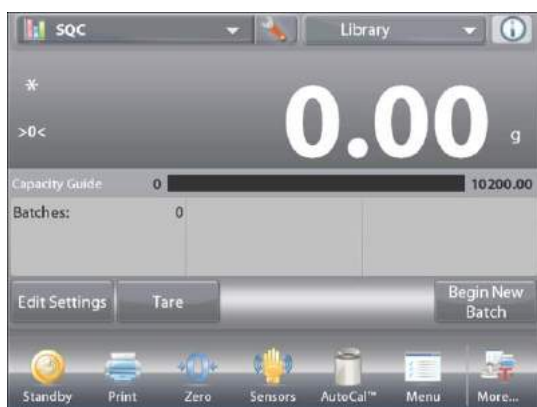 SQC Library
*
>0<
0.00 g
Capacity Guide 0 10200.00
Batches: 0
Edit Settings Tare Begin New
Batch
Standby Print Zero Sensors AutoCal™ Menu More...